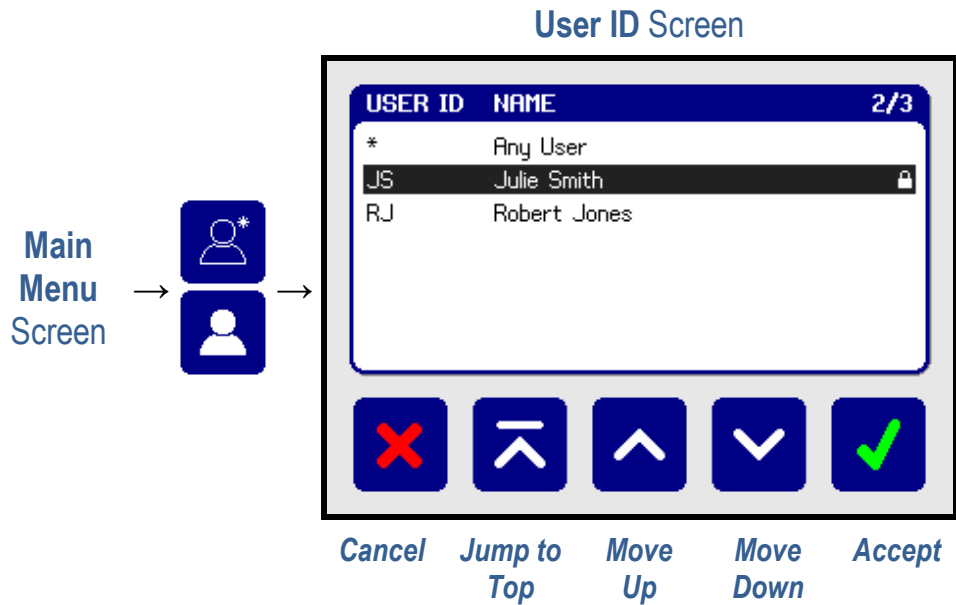 User ID Screen
USER ID NAME 2/3
* Any User
JS Julie Smith
RJ Robert Jones
Main
Menu
Screen
→ * →
Cancel Jump to Top Move Up Move Down Accept